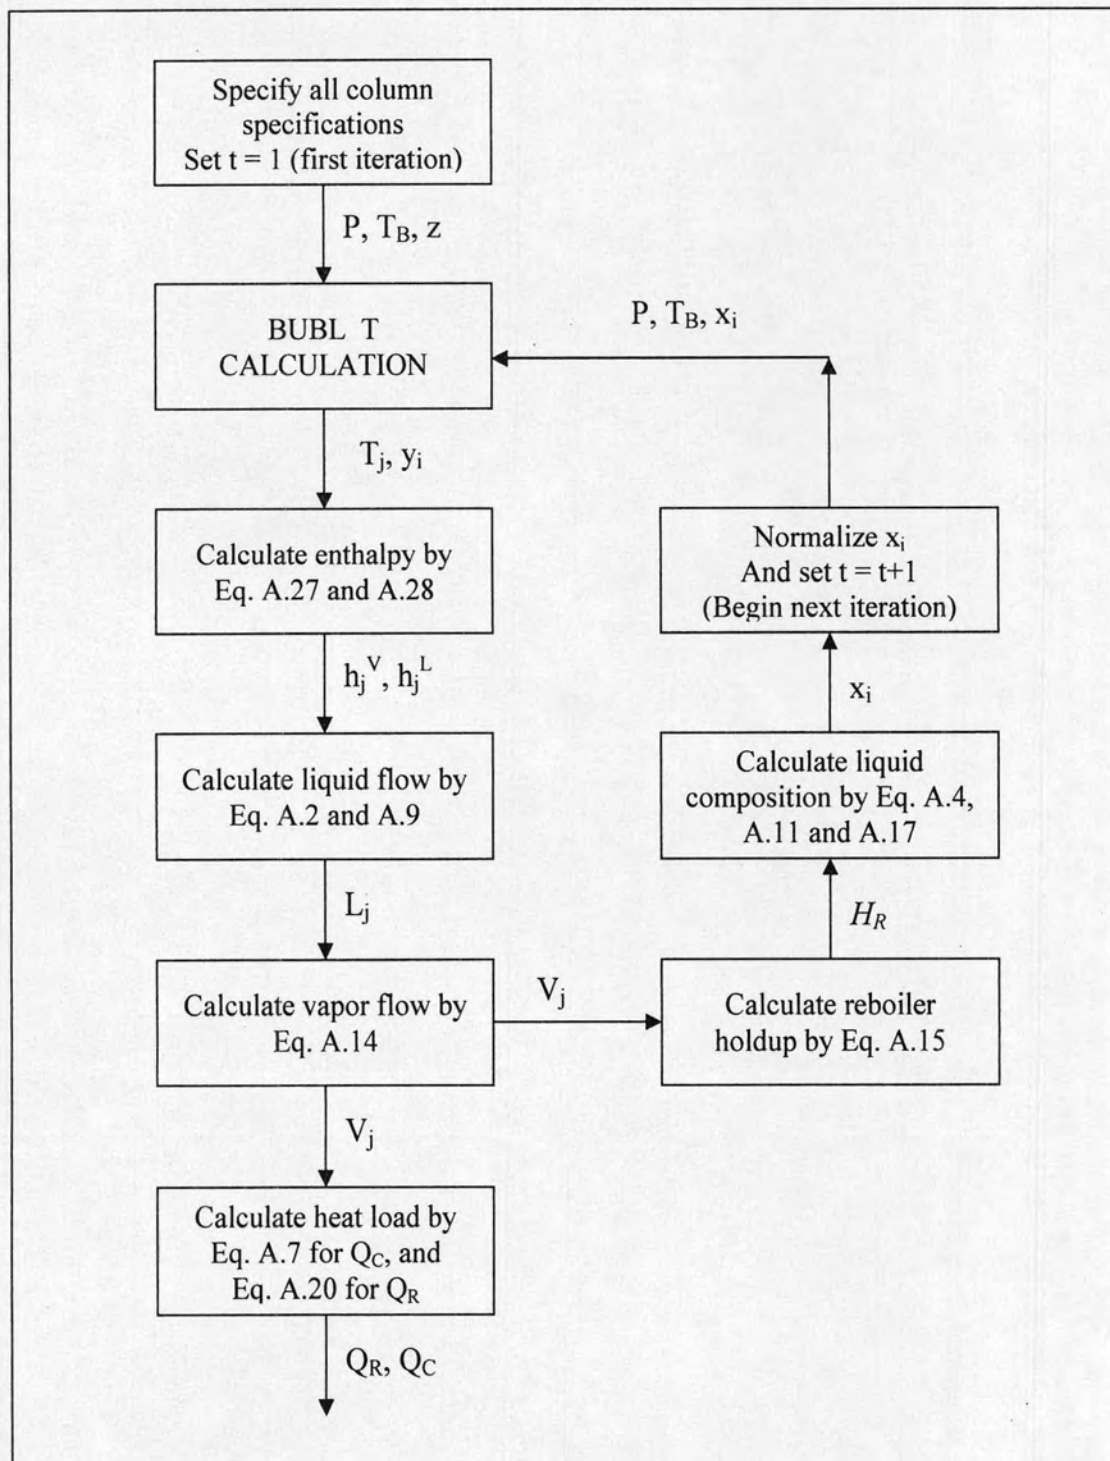 Specify all column
specifications
Set t = 1 (first iteration)
P, T_B, z
BUBL T
CALCULATION
P, T_B, x_i
T_j, y_i
Calculate enthalpy by
Eq. A.27 and A.28
Normalize x_i
And set t = t+1
(Begin next iteration)
h_j^V, h_j^L
x_i
Calculate liquid flow by
Eq. A.2 and A.9
Calculate liquid
composition by Eq. A.4,
A.11 and A.17
L_j
H_R
Calculate vapor flow by
Eq. A.14
V_j
Calculate reboiler
holdup by Eq. A.15
V_j
Calculate heat load by
Eq. A.7 for Q_C, and
Eq. A.20 for Q_R
Q_R, Q_C